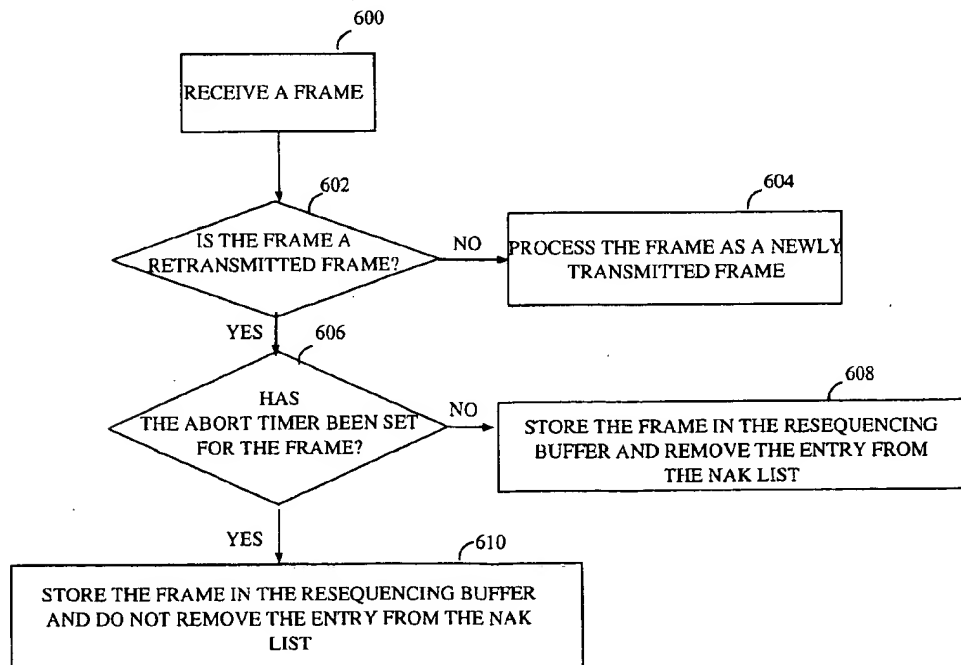 600
RECEIVE A FRAME
602
IS THE FRAME A
RETRANSMITTED FRAME?
NO
604
PROCESS THE FRAME AS A NEWLY
TRANSMITTED FRAME
YES
606
HAS
THE ABORT TIMER BEEN SET
FOR THE FRAME?
NO
608
STORE THE FRAME IN THE RESEQUENCING
BUFFER AND REMOVE THE ENTRY FROM
THE NAK LIST
YES
610
STORE THE FRAME IN THE RESEQUENCING BUFFER
AND DO NOT REMOVE THE ENTRY FROM THE NAK
LIST